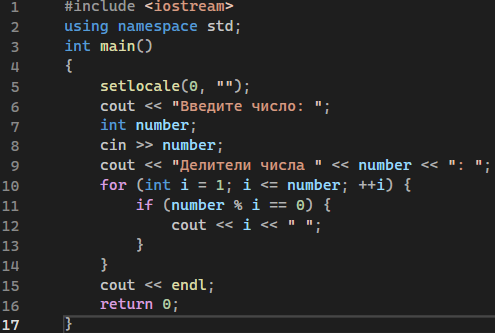 1 #include <iostream>
2 using namespace std;
3 int main()
4 {
5 setlocale(0, "");
6 cout << "Введите число: ";
7 int number;
8 cin >> number;
9 cout << "Делители числа " << number << ": ";
10 for (int i = 1; i <= number; ++i) {
11 if (number % i == 0) {
12 cout << i << " ";
13 }
14 }
15 cout << endl;
16 return 0;
17 }